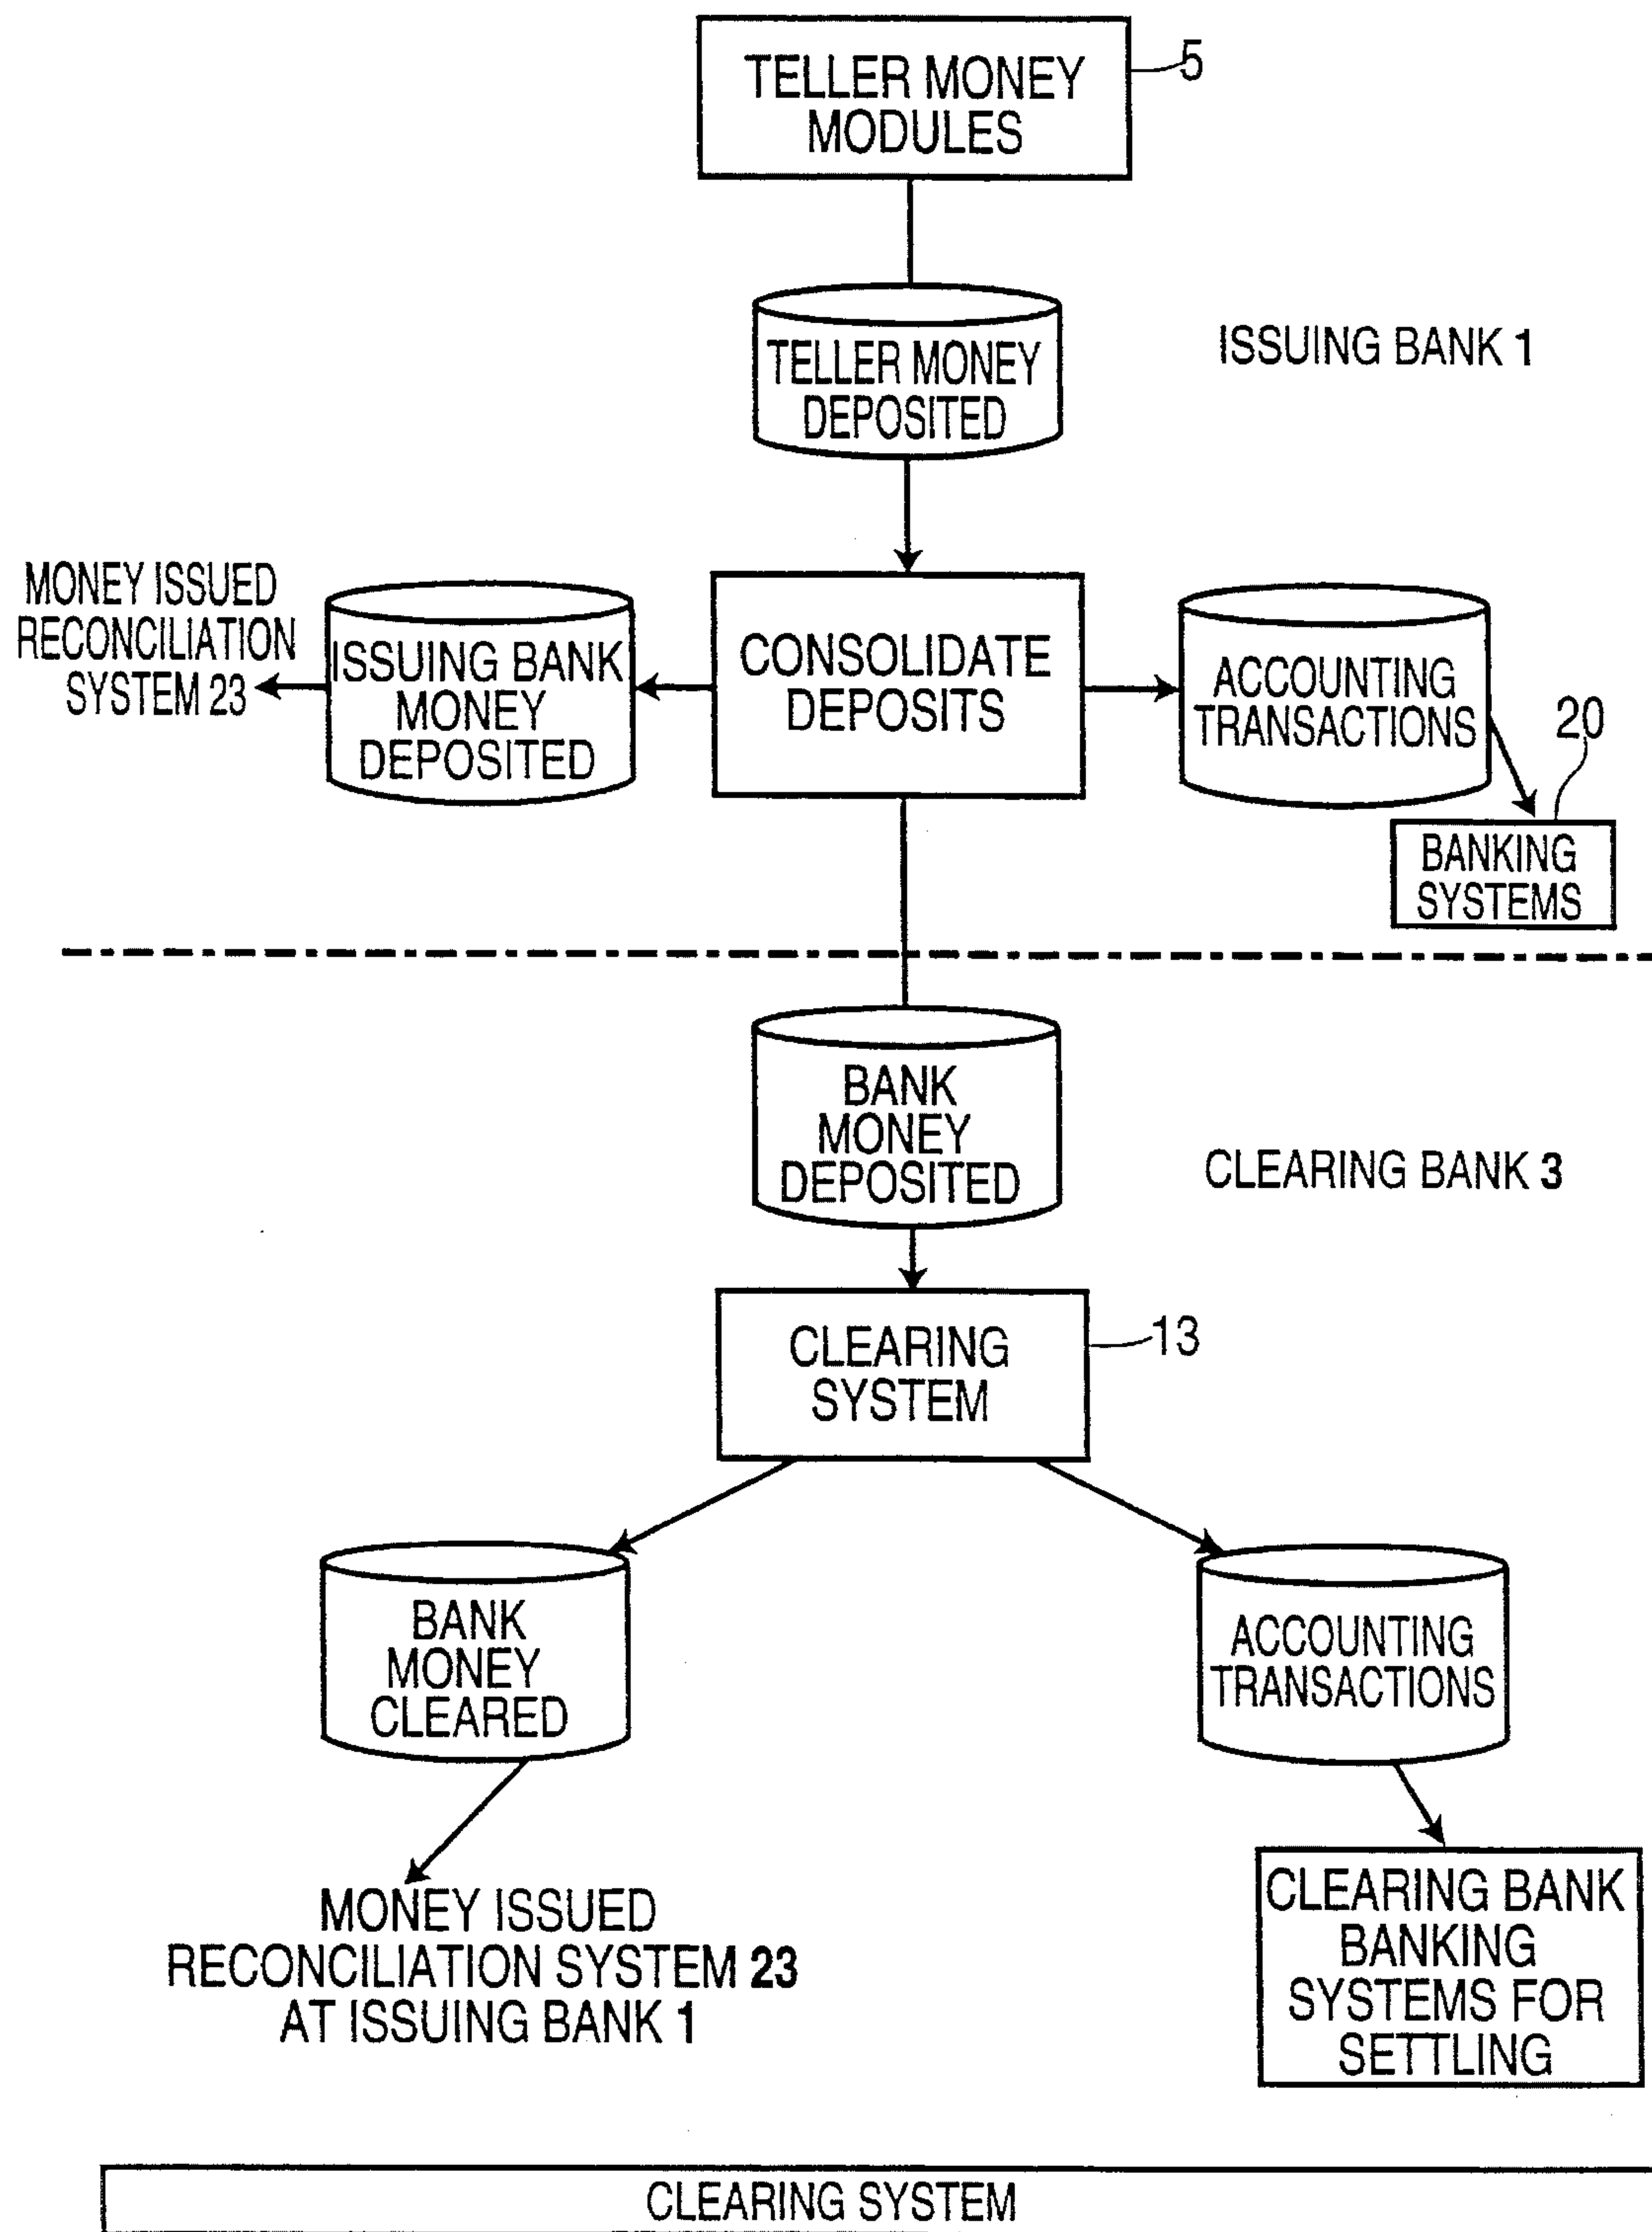 TELLER MONEY
MODULES
5
TELLER MONEY
DEPOSITED
ISSUING BANK 1
MONEY ISSUED
RECONCILIATION
SYSTEM 23
ISSUING BANK
MONEY
DEPOSITED
CONSOLIDATE
DEPOSITS
ACCOUNTING
TRANSACTIONS
20
BANKING
SYSTEMS
BANK
MONEY
DEPOSITED
CLEARING BANK 3
CLEARING
SYSTEM
13
BANK
MONEY
CLEARED
ACCOUNTING
TRANSACTIONS
MONEY ISSUED
RECONCILIATION SYSTEM 23
AT ISSUING BANK 1
CLEARING BANK
BANKING
SYSTEMS FOR
SETTLING
CLEARING SYSTEM